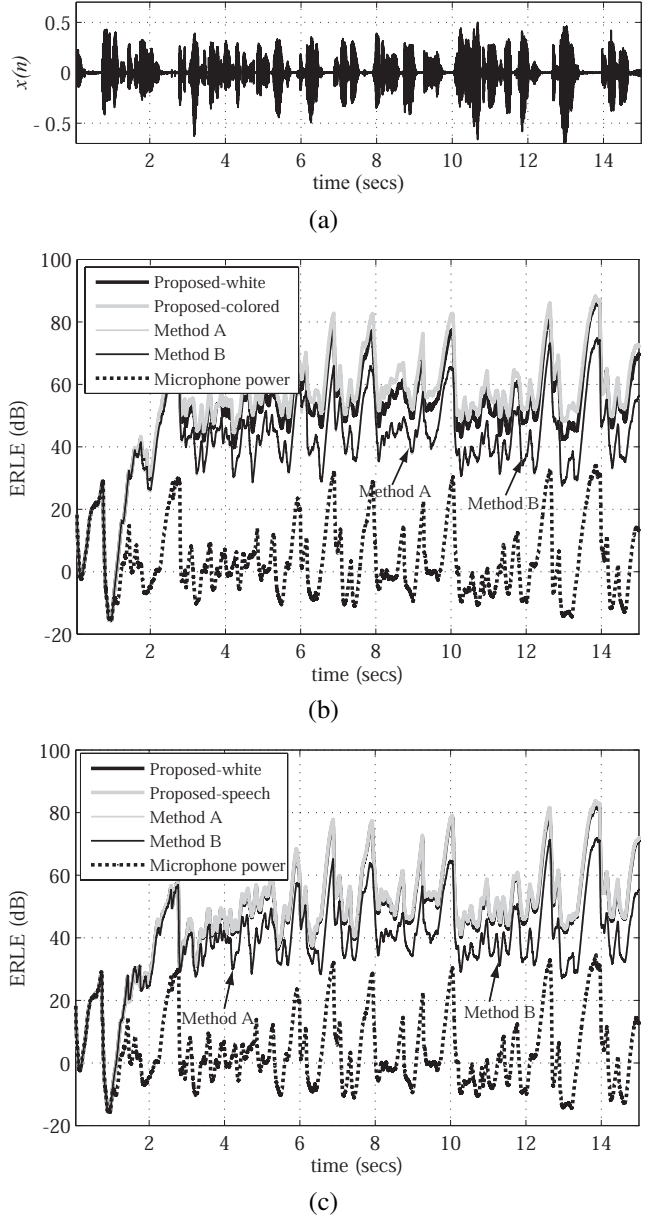 0.5
x(n)
0
- 0.5
2 4 6 8 10 12 14
time (secs)
(a)
100
Proposed-white
Proposed-colored
80
Method A
Method B
60
Microphone power
ERLE (dB)
40
Method A
Method B
20
0
-20
2 4 6 8 10 12 14
time (secs)
(b)
100
Proposed-white
Proposed-speech
80
Method A
Method B
60
Microphone power
ERLE (dB)
40
20
Method A
Method B
0
-20
2 4 6 8 10 12 14
time (secs)
(c)